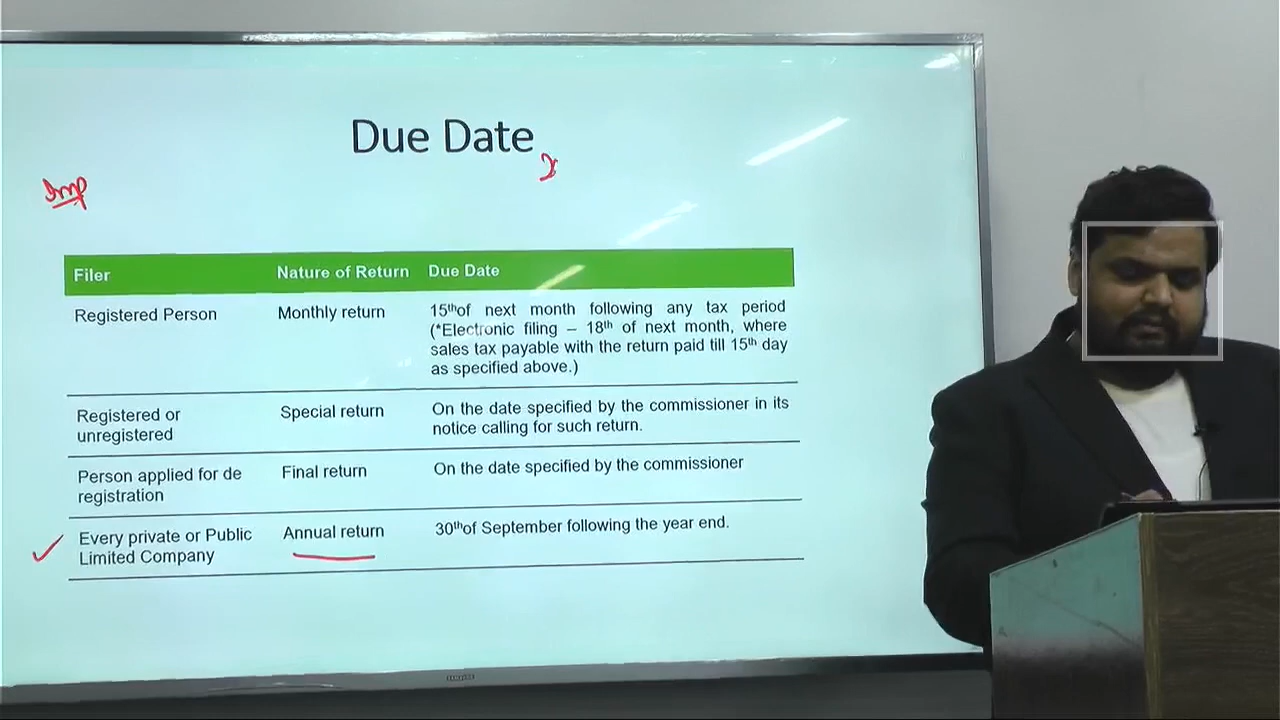 Due Date
Imp
Filer Nature of Return Due Date
Registered Person Monthly return 15thof next month following any tax period
(*Electronic filing – 18th of next month, where
sales tax payable with the return paid till 15th day
as specified above.)
Registered or
unregistered
Special return
On the date specified by the commissioner in its
notice calling for such return.
Person applied for de
registration
Final return
On the date specified by the commissioner
Every private or Public
Limited Company
Annual return
30thof September following the year end.
SAMSUNG